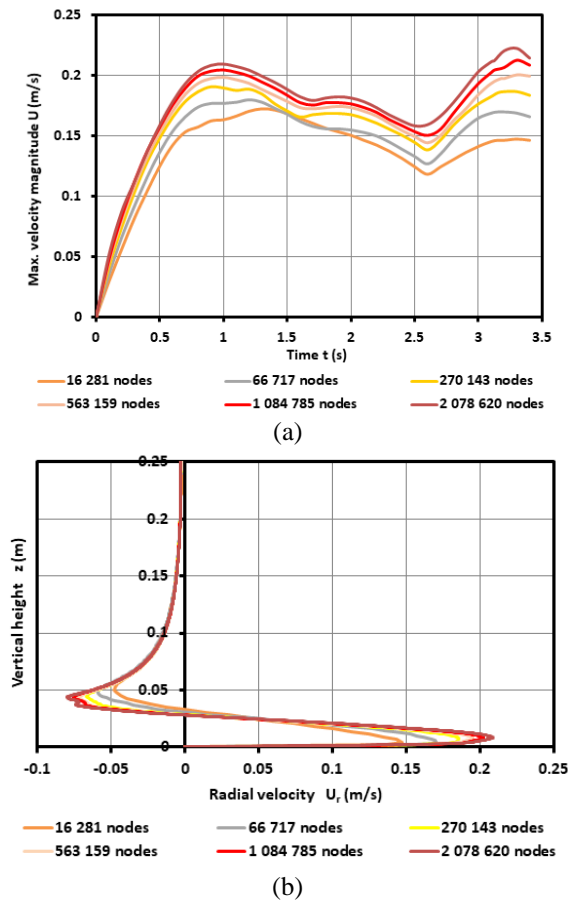 (a)
0.25
0.2
0.15
0.1
0.05
0
Max. velocity magnitude U (m/s)
0 0.5 1 1.5 2 2.5 3 3.5
Time t (s)
16 281 nodes 66 717 nodes 270 143 nodes
563 159 nodes 1 084 785 nodes 2 078 620 nodes
(a)
0.25
0.2
0.15
0.1
0.05
0
Vertical height z (m)
-0.1 -0.05 0 0.05 0.1 0.15 0.2 0.25
Radial velocity Ur (m/s)
16 281 nodes 66 717 nodes 270 143 nodes
563 159 nodes 1 084 785 nodes 2 078 620 nodes
(b)